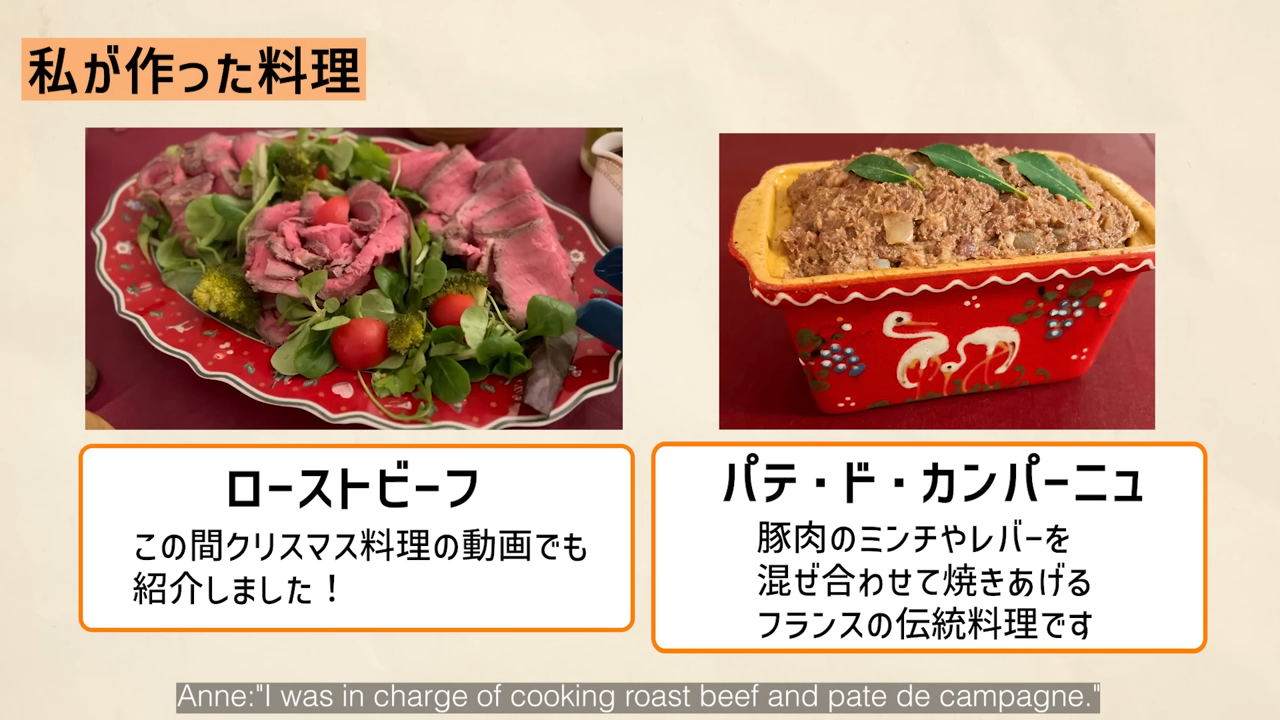 私が作った料理
ローストビーフ
この間クリスマス料理の動画でも
紹介しました！
パテ・ド・カンパーニュ
豚肉のミンチやレバーを
混ぜ合わせて焼きあげる
フランスの伝統料理です
Anne:"I was in charge of cooking roast beef and pate de campagne."